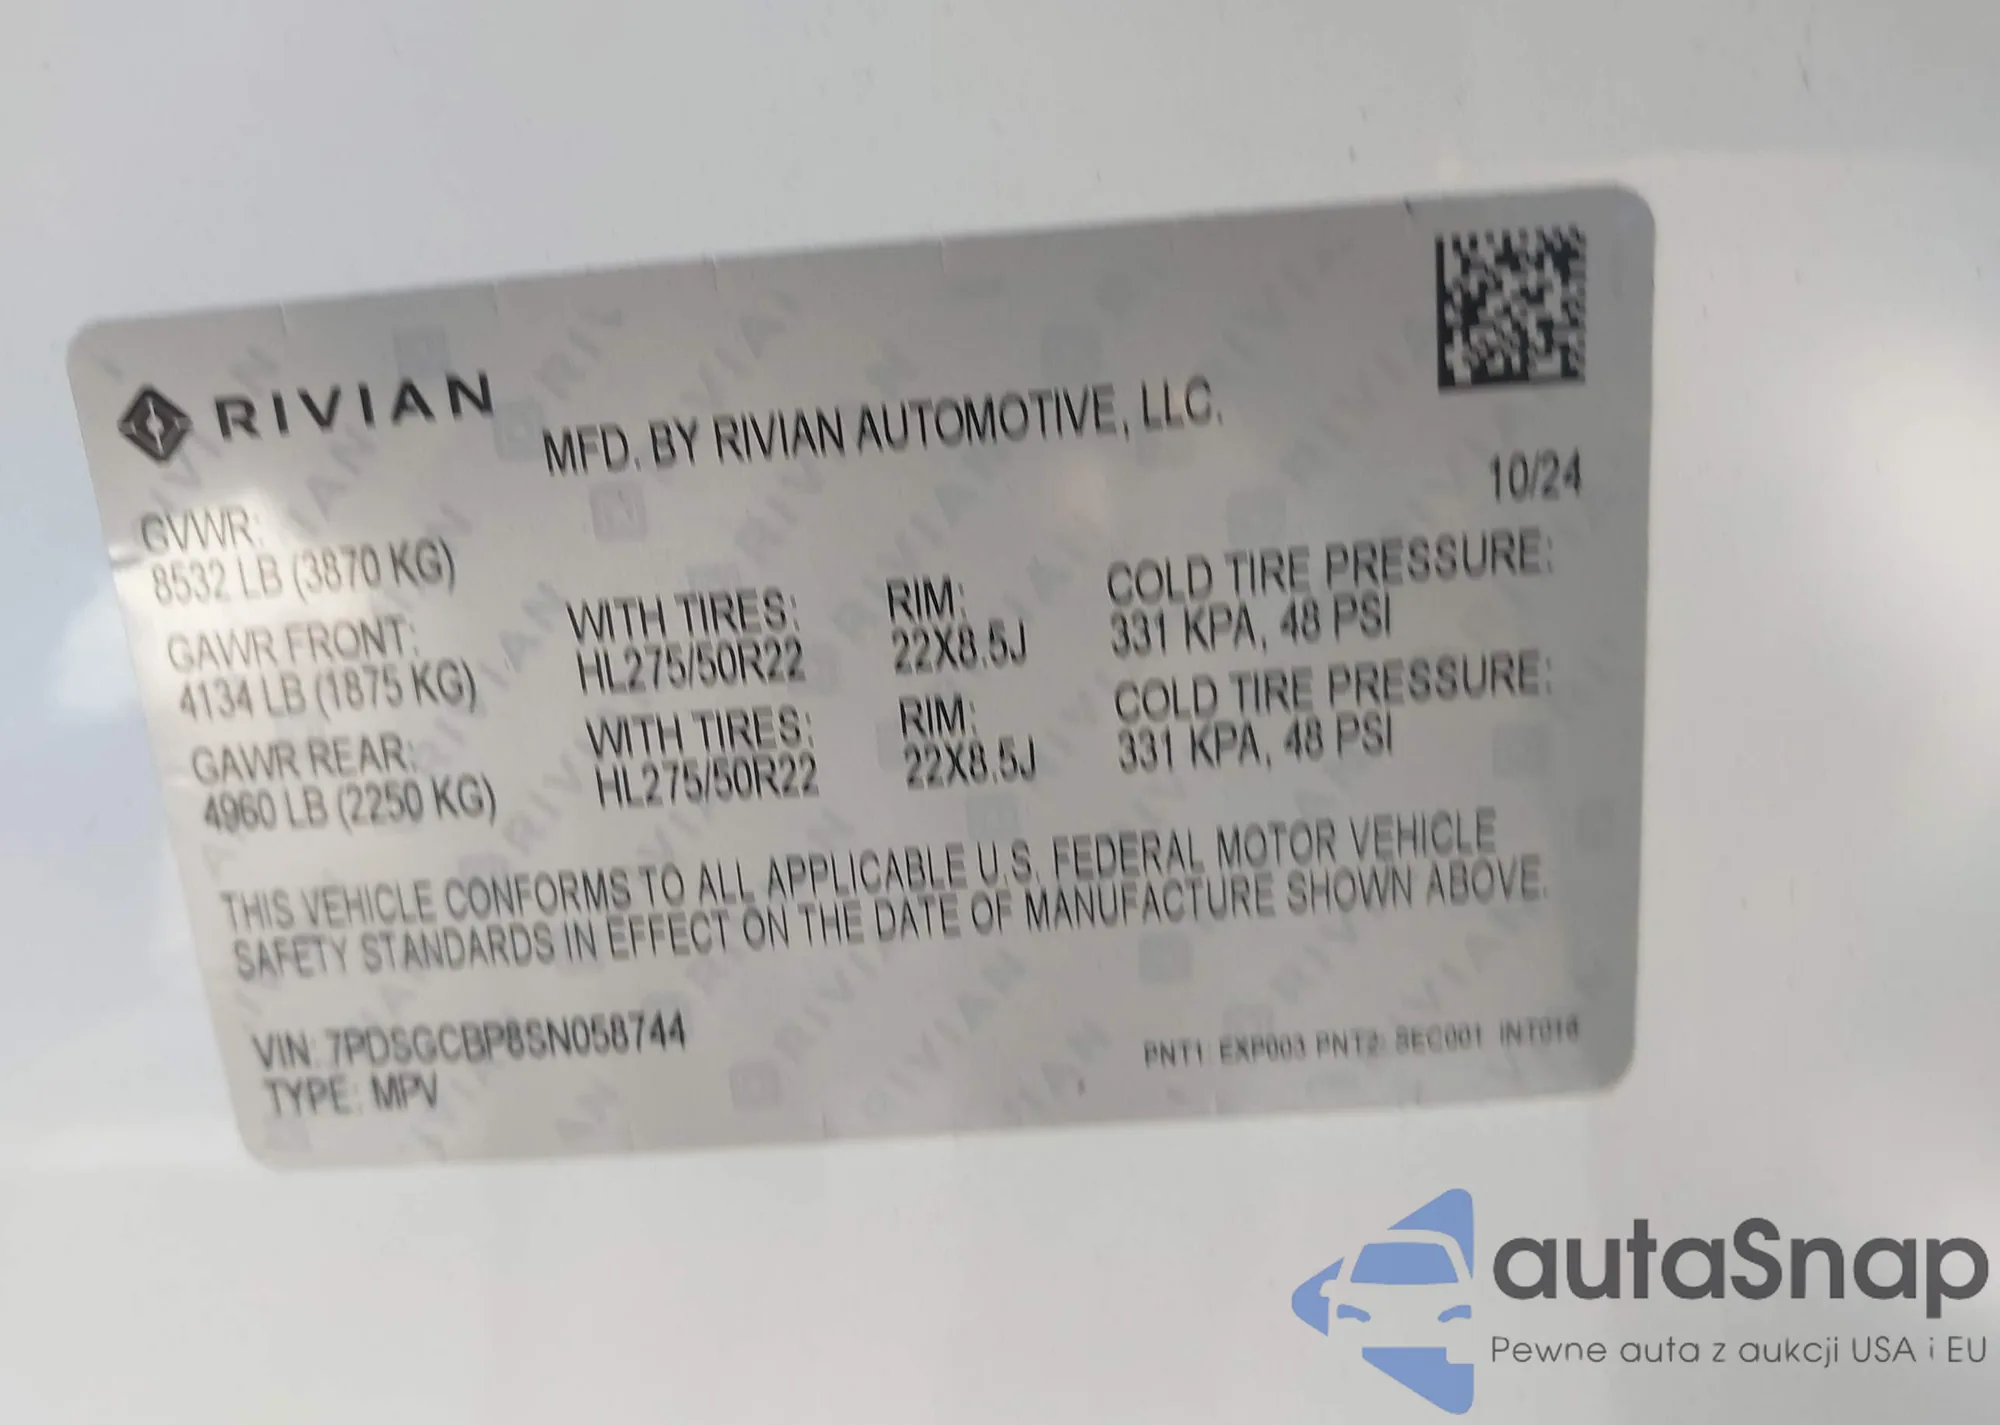 RIVIAN
MFD. BY RIVIAN AUTOMOTIVE, LLC.
10/24
GVWR:
8532 LB (3870 KG)
GAWR FRONT:
4134 LB (1875 KG)
WITH TIRES:
HL275/50R22
RIM:
22X8.5J
COLD TIRE PRESSURE:
331 KPA, 48 PSI
GAWR REAR:
4960 LB (2250 KG)
WITH TIRES:
HL275/50R22
RIM:
22X8.5J
COLD TIRE PRESSURE:
331 KPA, 48 PSI
THIS VEHICLE CONFORMS TO ALL APPLICABLE U.S. FEDERAL MOTOR VEHICLE
SAFETY STANDARDS IN EFFECT ON THE DATE OF MANUFACTURE SHOWN ABOVE.
VIN: 7PDSGCBP8SN058744
TYPE: MPV
PNT1: EXP003 PNT2: SEC001 INT016
autaSnap
Pewne auta z aukcji USA i EU